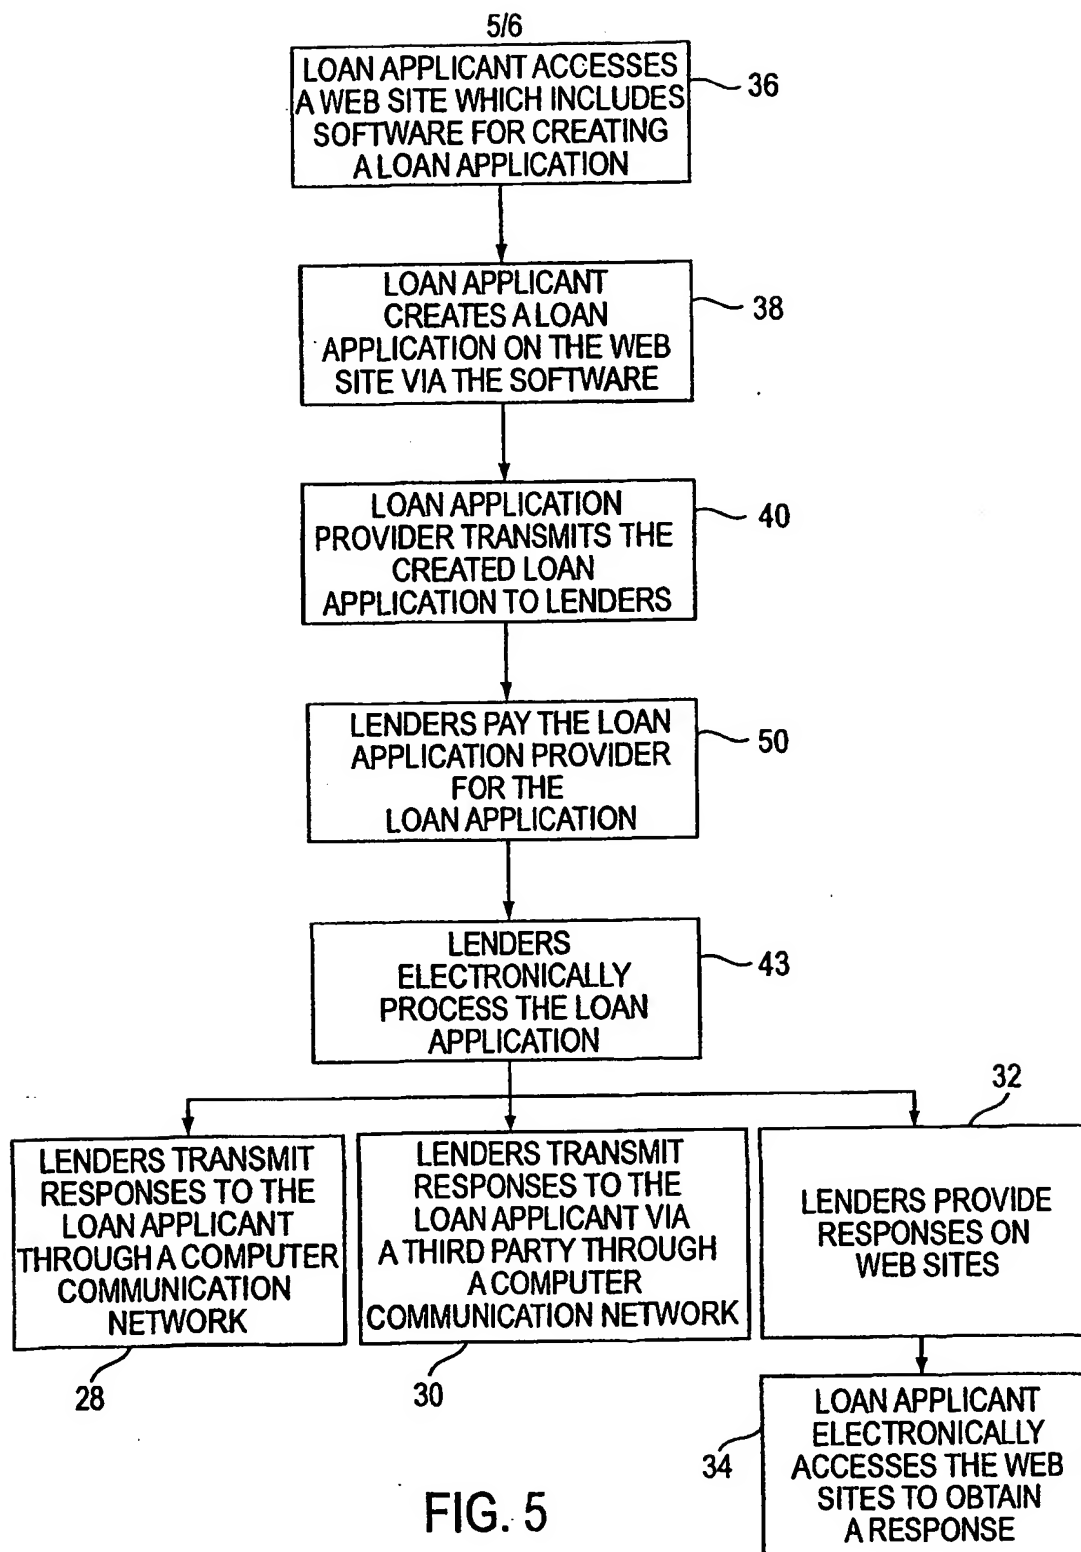 5/6
LOAN APPLICANT ACCESSES
A WEB SITE WHICH INCLUDES
SOFTWARE FOR CREATING
A LOAN APPLICATION
36
LOAN APPLICANT
CREATES A LOAN
APPLICATION ON THE WEB
SITE VIA THE SOFTWARE
38
LOAN APPLICATION
PROVIDER TRANSMITS THE
CREATED LOAN
APPLICATION TO LENDERS
40
LENDERS PAY THE LOAN
APPLICATION PROVIDER
FOR THE
LOAN APPLICATION
50
LENDERS
ELECTRONICALLY
PROCESS THE LOAN
APPLICATION
43
LENDERS TRANSMIT
RESPONSES TO THE
LOAN APPLICANT
THROUGH A COMPUTER
COMMUNICATION
NETWORK
28
LENDERS TRANSMIT
RESPONSES TO THE
LOAN APPLICANT VIA
A THIRD PARTY THROUGH
A COMPUTER
COMMUNICATION NETWORK
30
32
LENDERS PROVIDE
RESPONSES ON
WEB SITES
34
LOAN APPLICANT
ELECTRONICALLY
ACCESSES THE WEB
SITES TO OBTAIN
A RESPONSE
FIG. 5